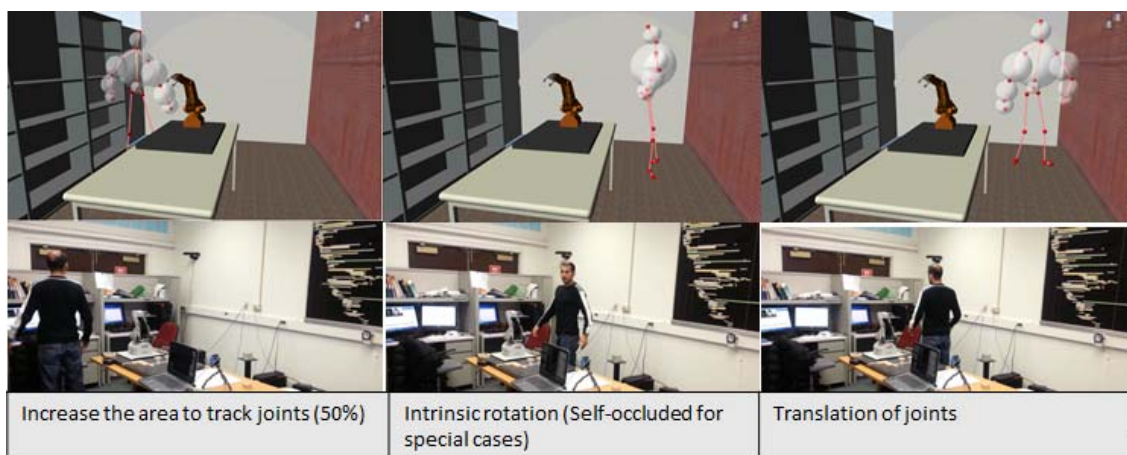 Increase the area to track joints (50%)
Intrinsic rotation (Self-occluded for
special cases)
Translation of joints